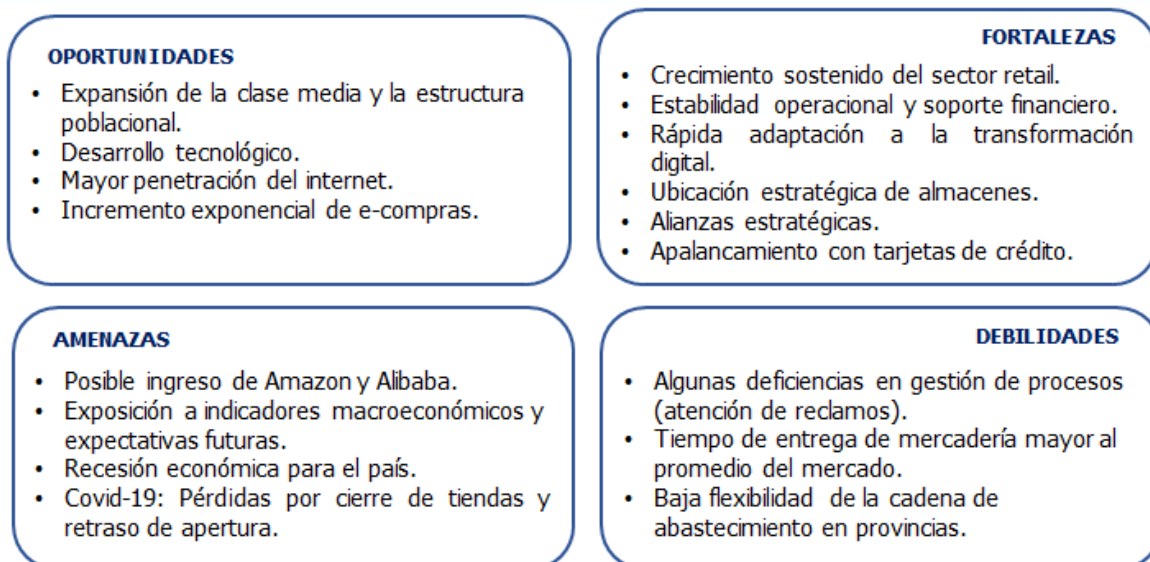 OPORTUNIDADES
• Expansión de la clase media y la estructura
poblacional.
• Desarrollo tecnológico.
• Mayor penetración del internet.
• Incremento exponencial de e-compras.
FORTALEZAS
• Crecimiento sostenido del sector retail.
• Estabilidad operacional y soporte financiero.
• Rápida adaptación a la transformación
digital.
• Ubicación estratégica de almacenes.
• Alianzas estratégicas.
• Apalancamiento con tarjetas de crédito.
AMENAZAS
• Posible ingreso de Amazon y Alibaba.
• Exposición a indicadores macroeconómicos y
expectativas futuras.
• Recesión económica para el país.
• Covid-19: Pérdidas por cierre de tiendas y
retraso de apertura.
DEBILIDADES
• Algunas deficiencias en gestión de procesos
(atención de reclamos).
• Tiempo de entrega de mercadería mayor al
promedio del mercado.
• Baja flexibilidad de la cadena de
abastecimiento en provincias.